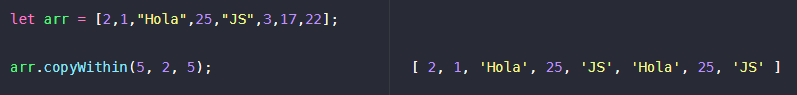 let arr = [2,1,"Hola",25,"JS",3,17,22];
arr.copyWithin(5, 2, 5);
[ 2, 1, 'Hola', 25, 'JS', 'Hola', 25, 'JS' ]